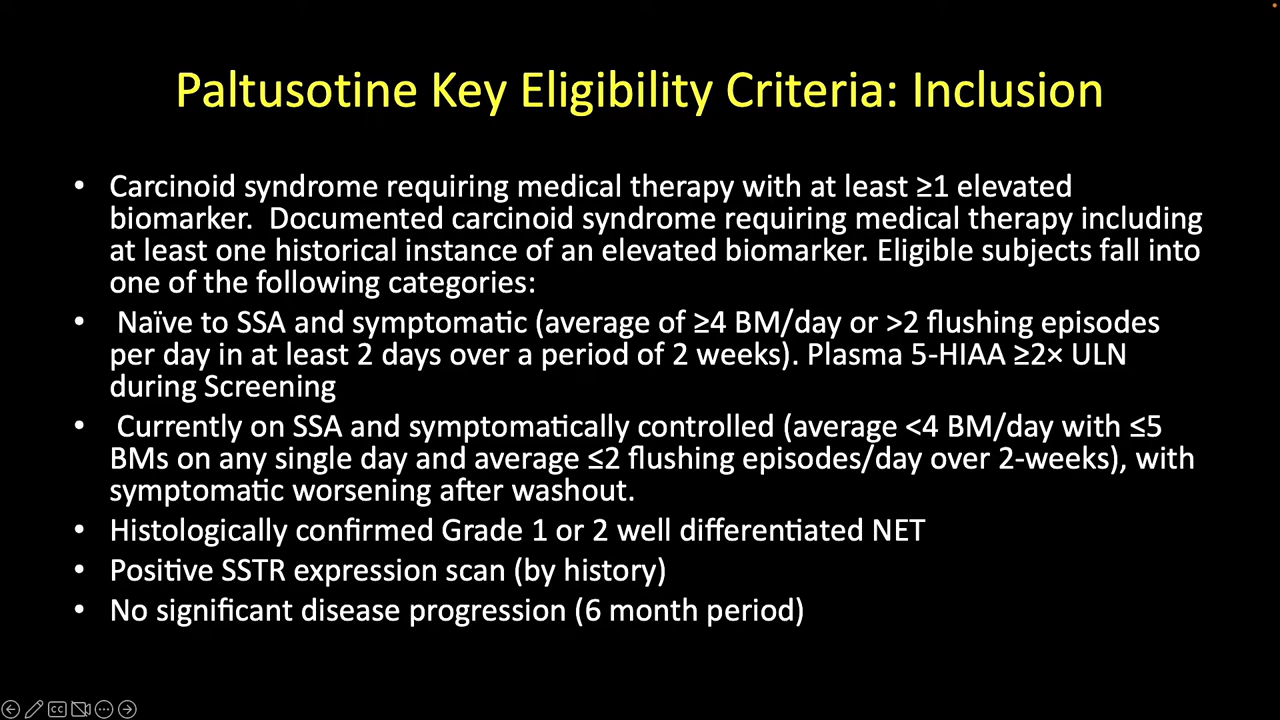 Paltusotine Key Eligibility Criteria: Inclusion
• Carcinoid syndrome requiring medical therapy with at least ≥1 elevated
biomarker.  Documented carcinoid syndrome requiring medical therapy including
at least one historical instance of an elevated biomarker. Eligible subjects fall into
one of the following categories:
• Naïve to SSA and symptomatic (average of ≥4 BM/day or >2 flushing episodes
per day in at least 2 days over a period of 2 weeks). Plasma 5-HIAA ≥2× ULN
during Screening
• Currently on SSA and symptomatically controlled (average <4 BM/day with ≤5
BMs on any single day and average ≤2 flushing episodes/day over 2-weeks), with
symptomatic worsening after washout.
• Histologically confirmed Grade 1 or 2 well differentiated NET
• Positive SSTR expression scan (by history)
• No significant disease progression (6 month period)
CC